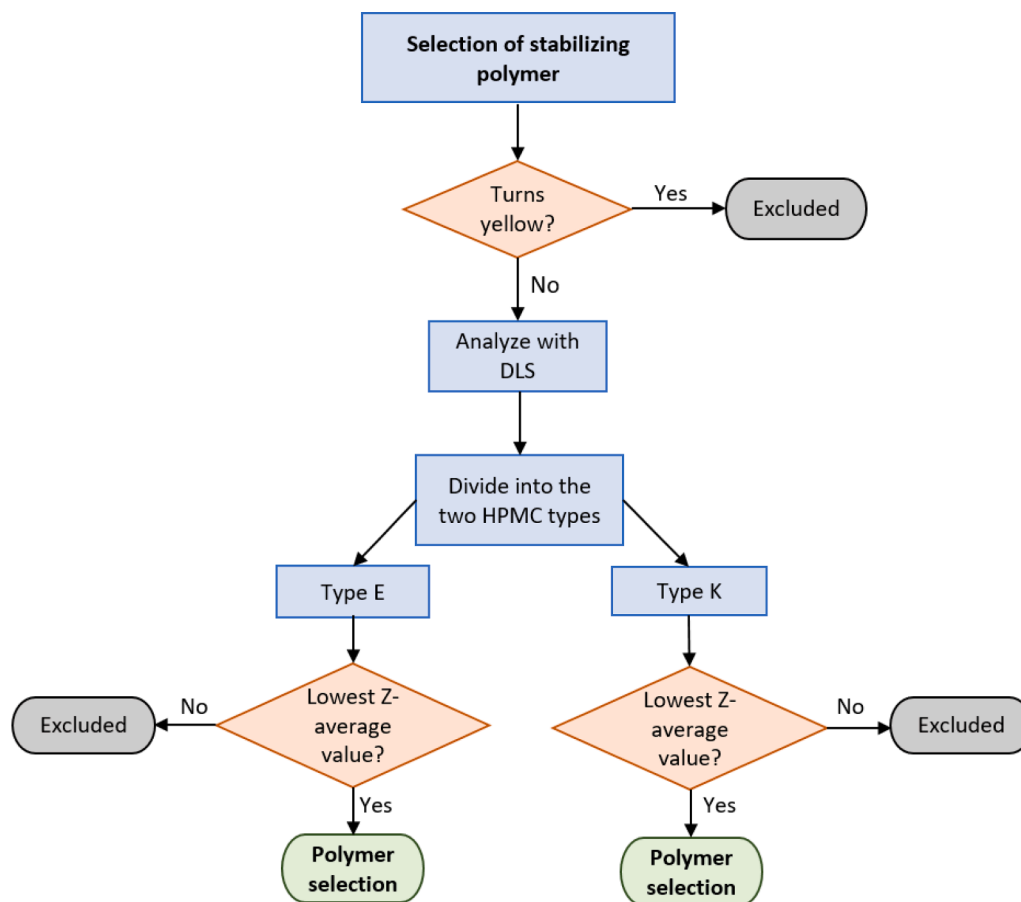 Selection of stabilizing
polymer
Turns
yellow?
Yes
Excluded
No
Analyze with
DLS
Divide into the
two HPMC types
Type E
Type K
Excluded
No
Lowest Z-
average
value?
Lowest Z-
average
value?
No
Excluded
Yes
Yes
Polymer
selection
Polymer
selection